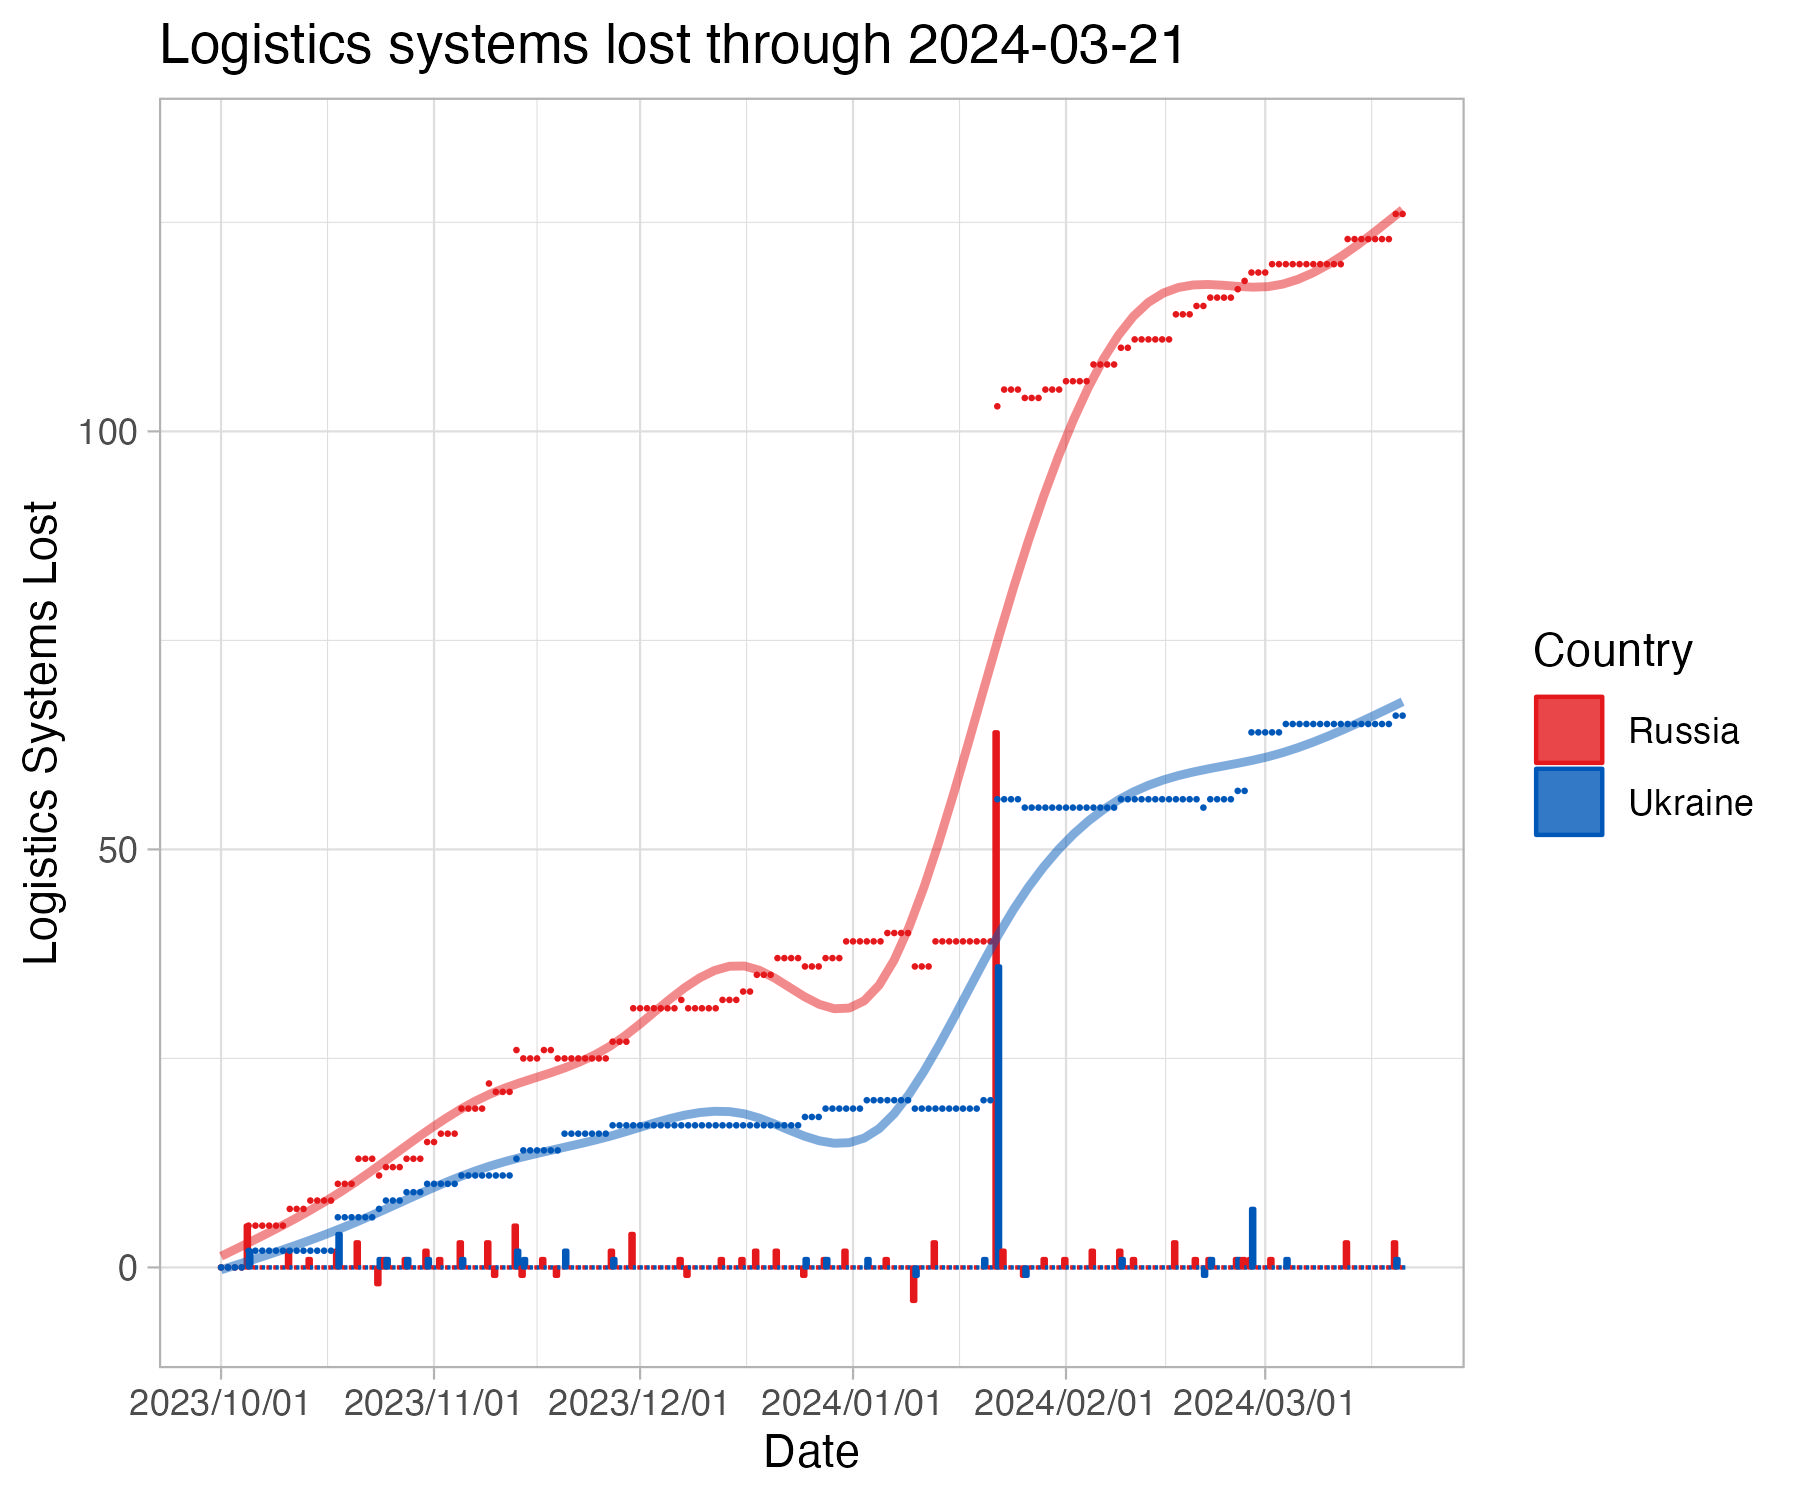 Logistics systems lost through 2024-03-21
Logistics Systems Lost
100
50
0
2023/10/01 2023/11/01 2023/12/01 2024/01/01 2024/02/01 2024/03/01
Date
Country
Russia
Ukraine